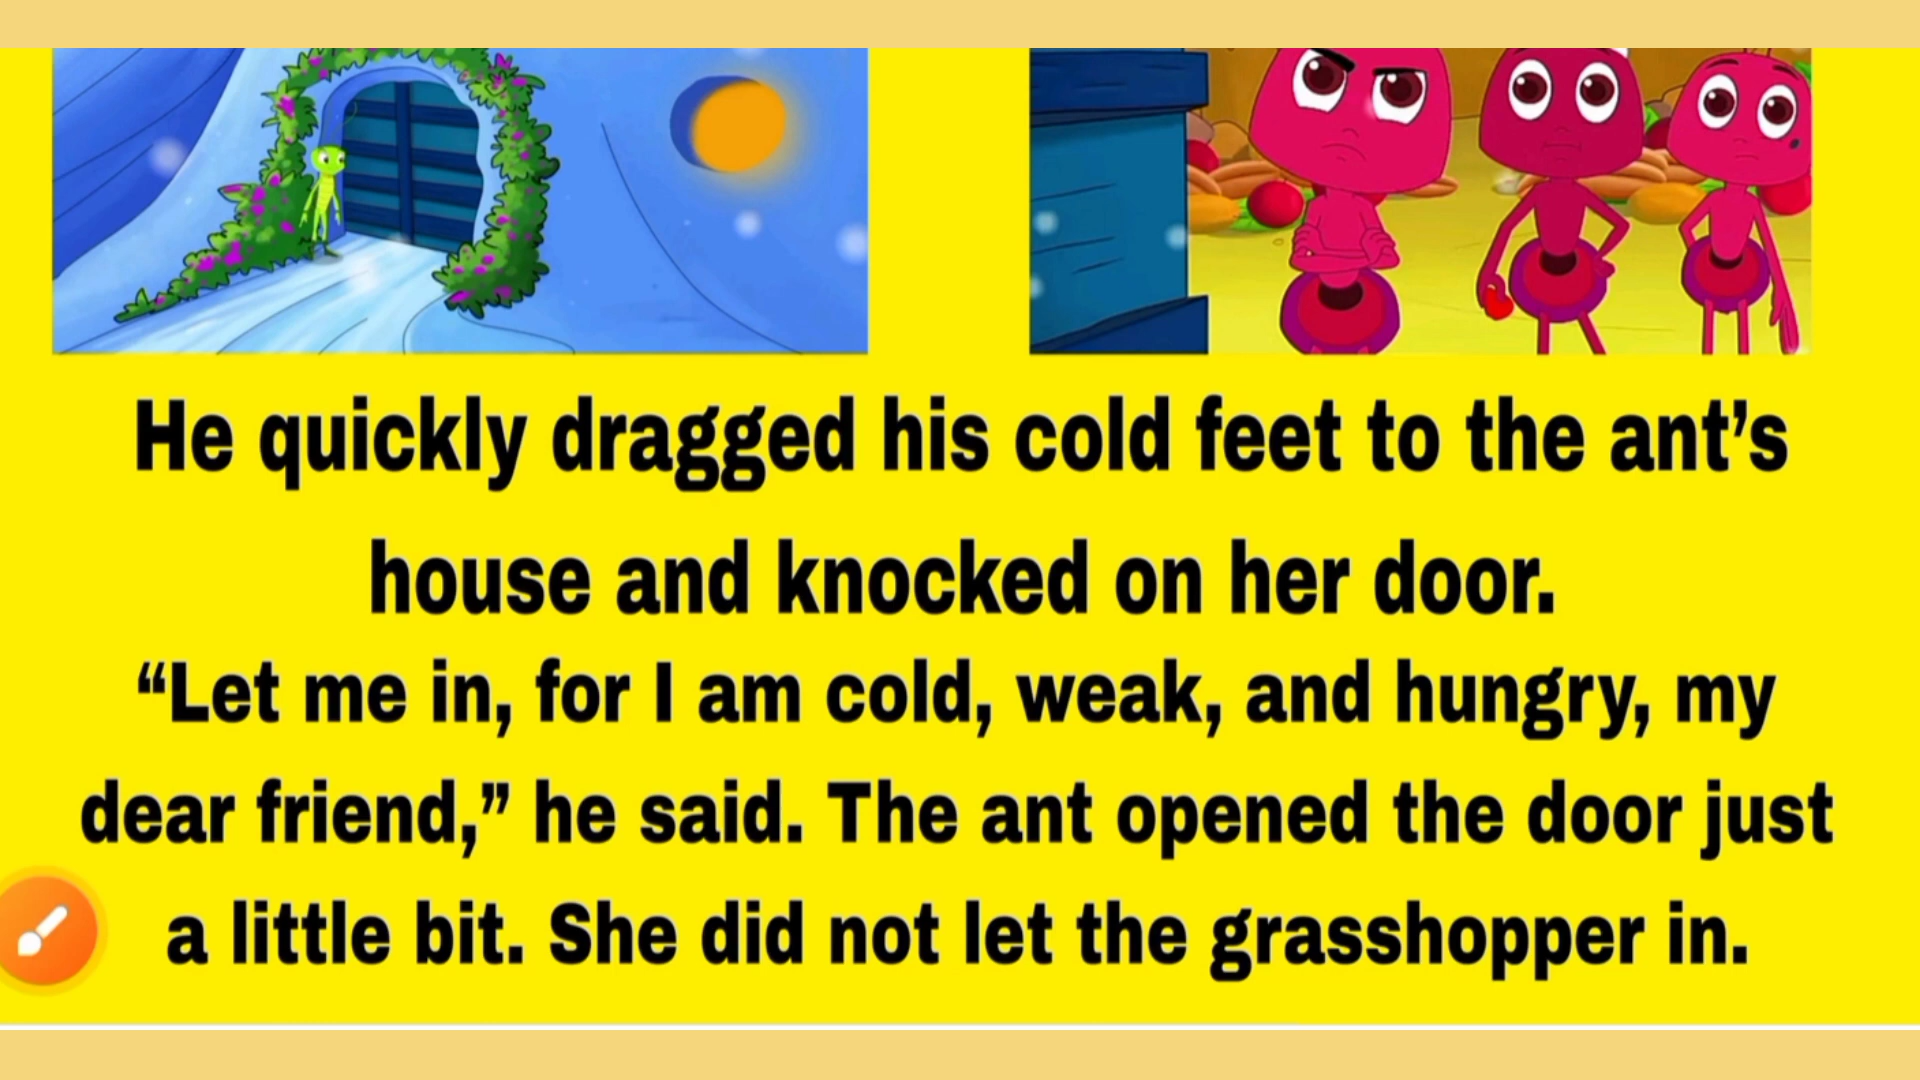 He quickly dragged his cold feet to the ant’s
house and knocked on her door.
“Let me in, for I am cold, weak, and hungry, my
dear friend,” he said. The ant opened the door just
a little bit. She did not let the grasshopper in.